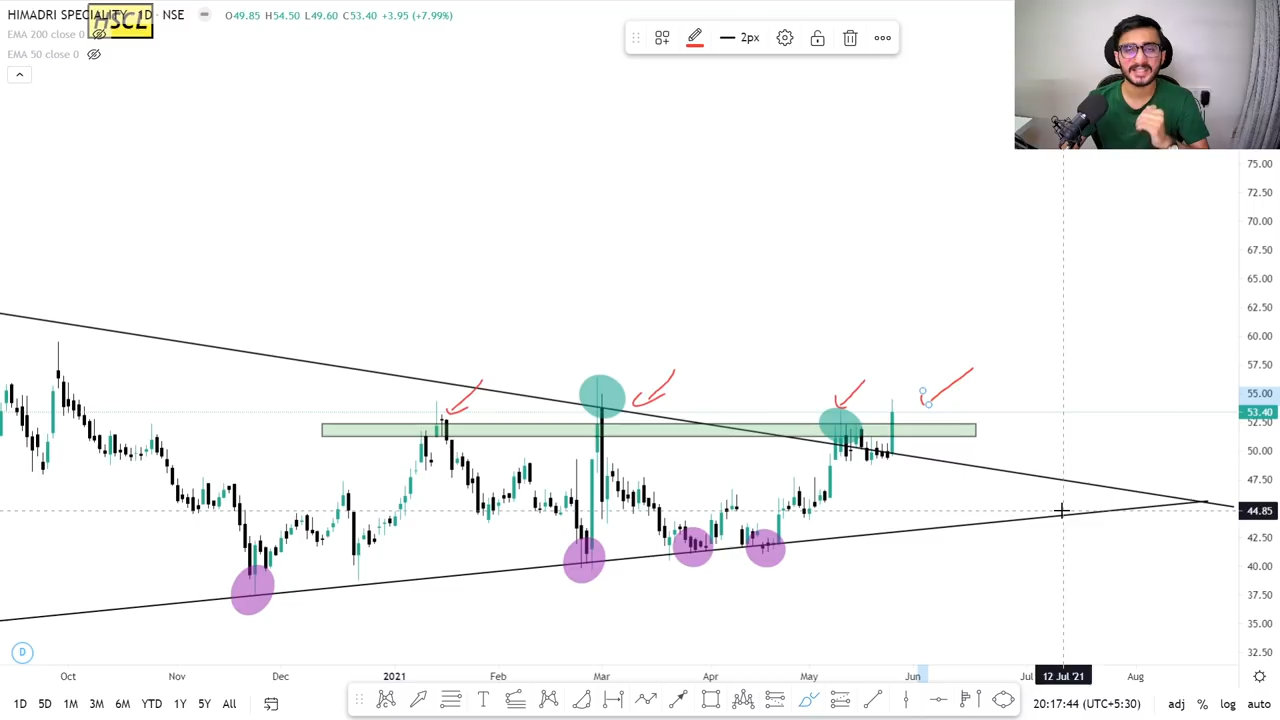 HIMADRI SPECIALITY 1D NSE
HSCL
O49.85 H54.50 L49.60 C53.40 +3.95 (+7.99%)
EMA 200 close 0
EMA 50 close 0
2px
75.00
72.50
70.00
67.50
65.00
62.50
60.00
57.50
55.00
53.40
52.50
50.00
47.50
44.85
42.50
40.00
37.50
35.00
32.50
D
Oct Nov Dec 2021 Feb Mar Apr May Jun Jul 12 Jul '21 Aug
1D 5D 1M 3M 6M YTD 1Y 5Y All
T
20:17:44 (UTC+5:30) adj % log auto